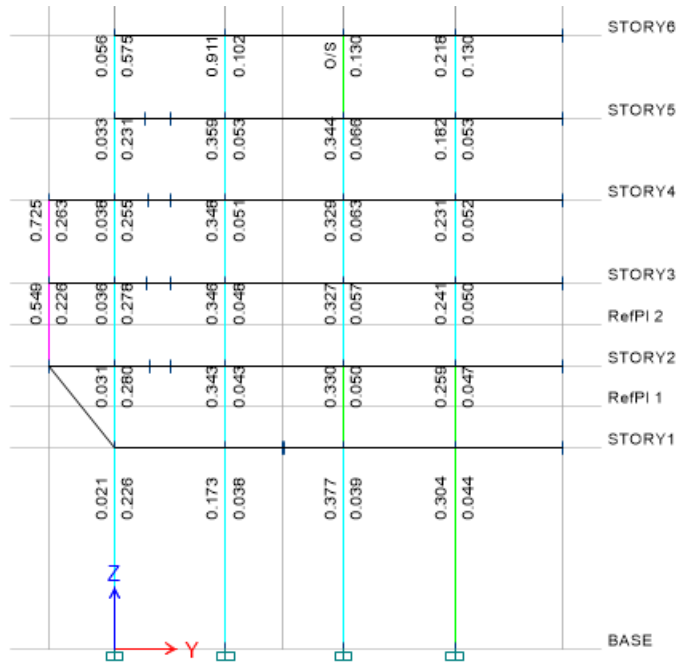 STORY6
0.056 0.575 0.911 0.102 O/S 0.130 0.218 0.130
STORY5
0.033 0.231 0.359 0.053 0.344 0.066 0.182 0.053
STORY4
0.725 0.263 0.038 0.255 0.348 0.051 0.329 0.063 0.231 0.052
STORY3
0.549 0.226 0.036 0.278 0.346 0.048 0.327 0.057 0.241 0.050
RefPl 2
STORY2
0.031 0.280 0.343 0.043 0.330 0.050 0.259 0.047
RefPl 1
STORY1
0.021 0.226 0.173 0.038 0.377 0.039 0.304 0.044
Z
Y
BASE